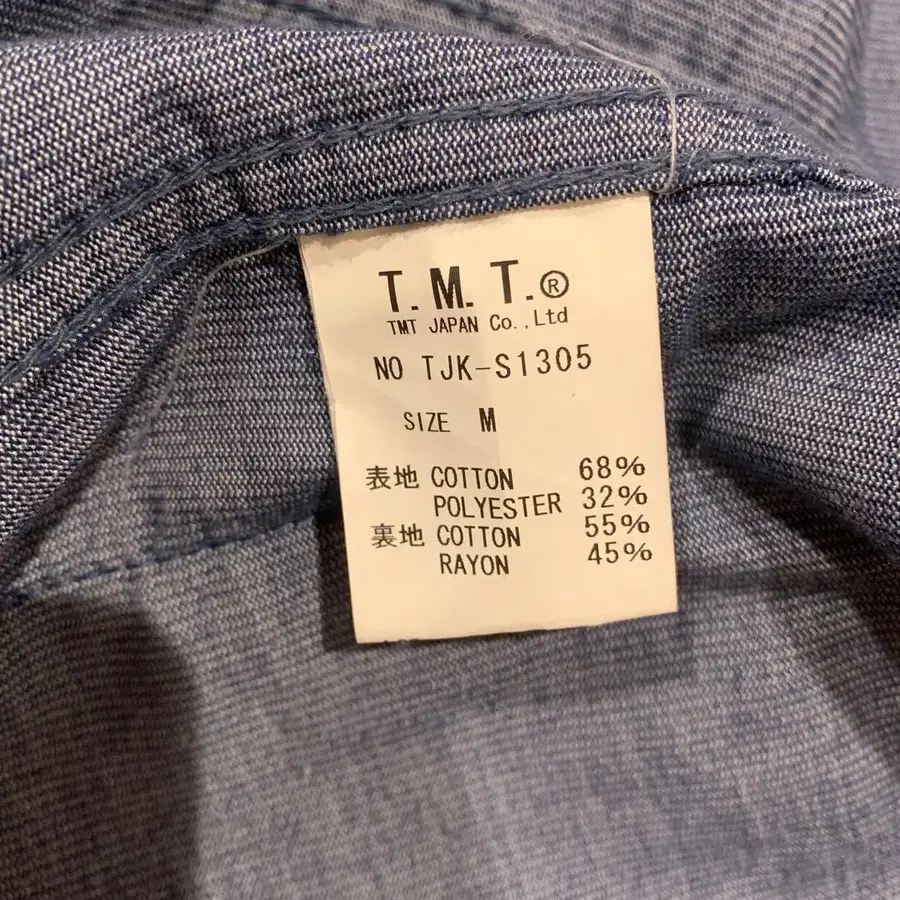 T.M.T.®
TMT JAPAN Co.,Ltd
NO TJK-S1305
SIZE M
表地 COTTON 68%
POLYESTER 32%
裏地 COTTON 55%
RAYON 45%